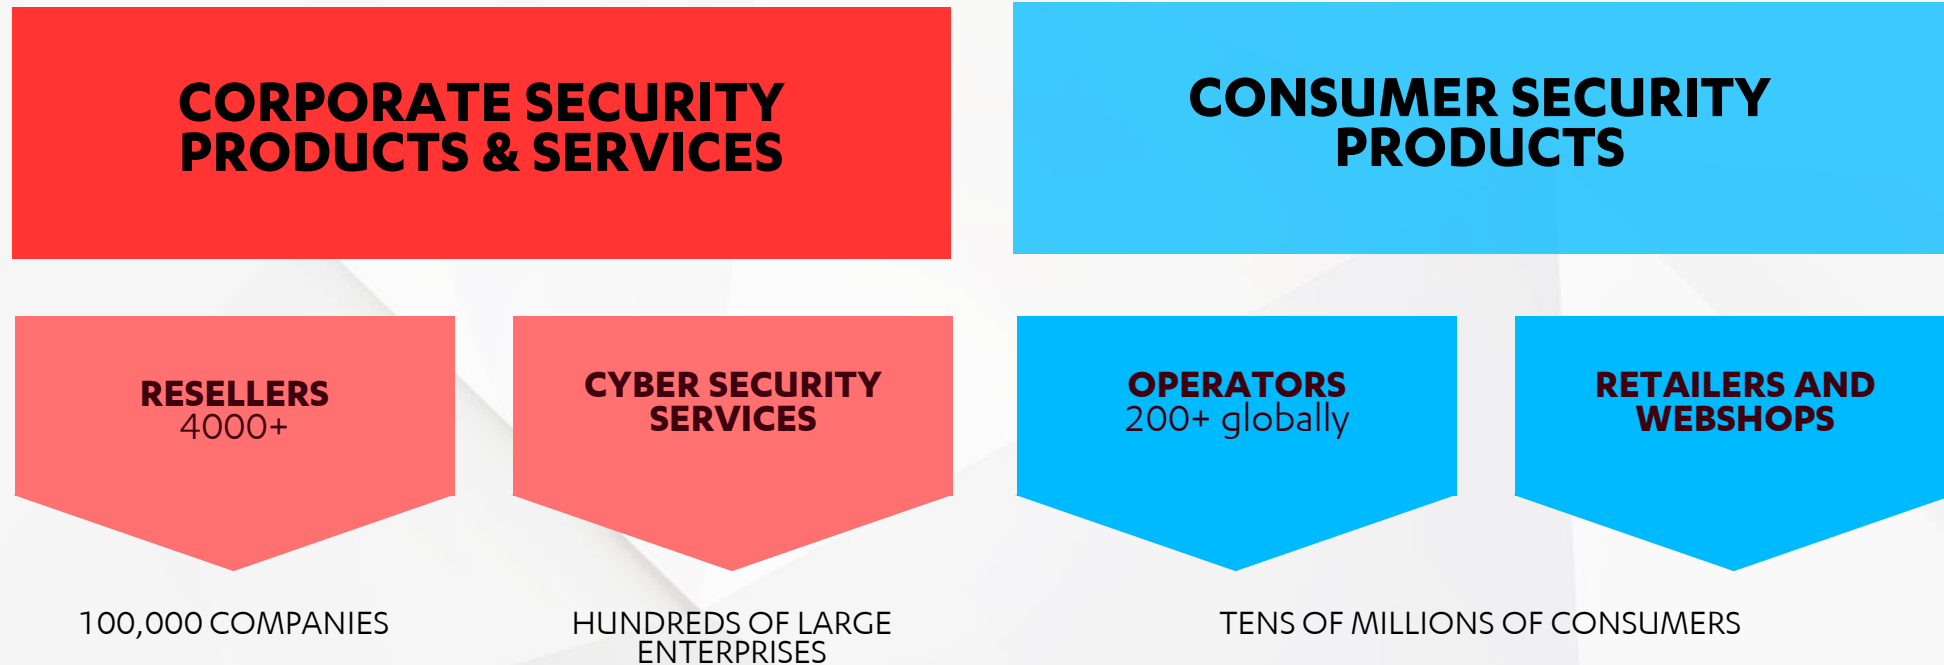 CORPORATE SECURITY
PRODUCTS & SERVICES
CONSUMER SECURITY
PRODUCTS
RESELLERS
4000+
CYBER SECURITY
SERVICES
OPERATORS
200+ globally
RETAILERS AND
WEBSHOPS
100,000 COMPANIES
HUNDREDS OF LARGE
ENTERPRISES
TENS OF MILLIONS OF CONSUMERS